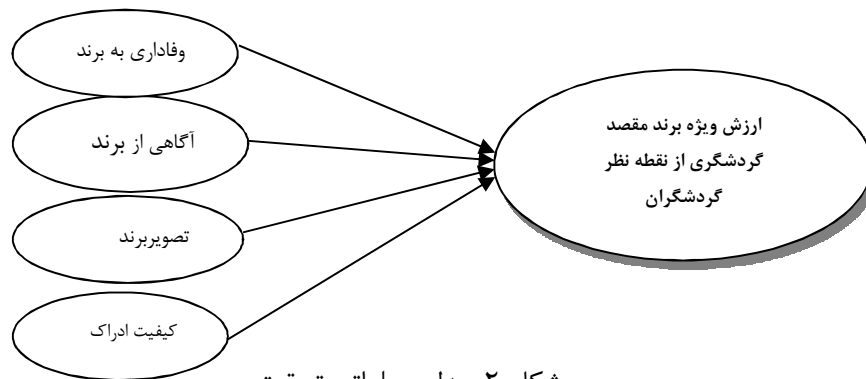 وفاداری به برند
آگاهی از برند
تصویربرند
کیفیت ادراک
ارزش ویژه برند مقصد
گردشگری از نقطه نظر
گردشگران